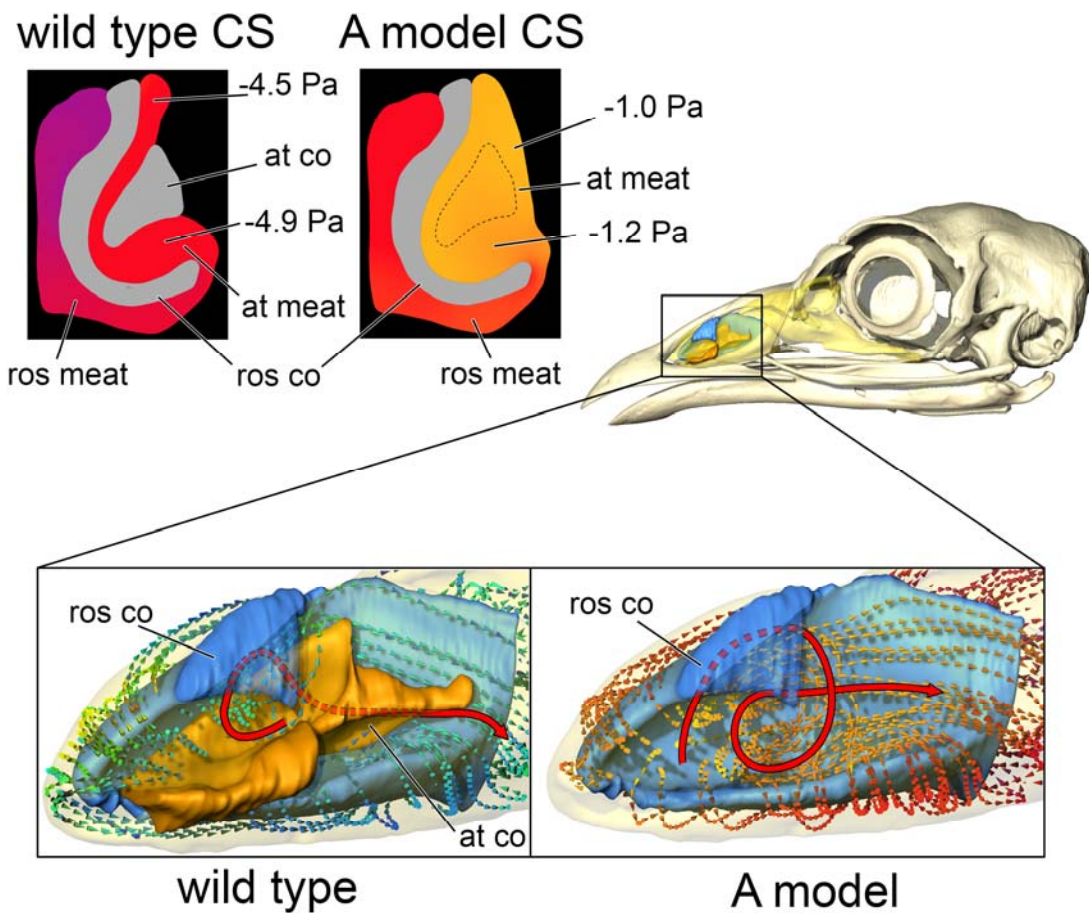 wild type CS
A model CS
-4.5 Pa
at co
-4.9 Pa
at meat
ros meat
ros co
-1.0 Pa
at meat
-1.2 Pa
ros meat
ros co
at co
wild type
ros co
A model